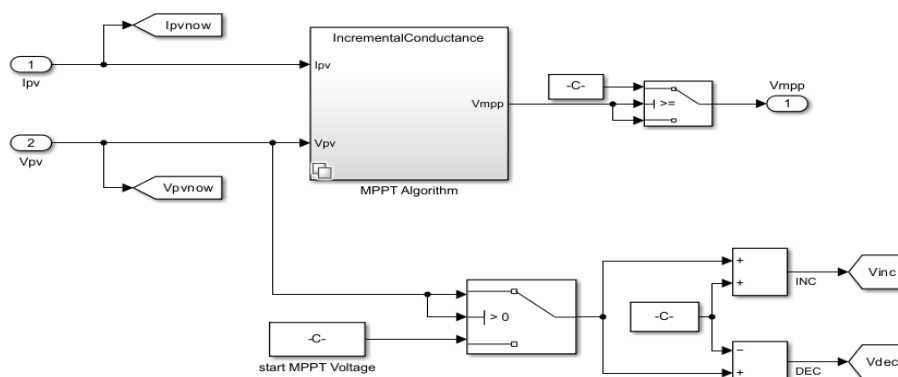 Ipvnow
IncrementalConductance
1
Ipv
Ipv
Vmpp
-C-
>=
Vmpp
1
2
Vpv
Vpv
MPPT Algorithm
Vpvnow
+
+
INC
Vinc
> 0
-C-
-C-
start MPPT Voltage
−
+
DEC
Vdec